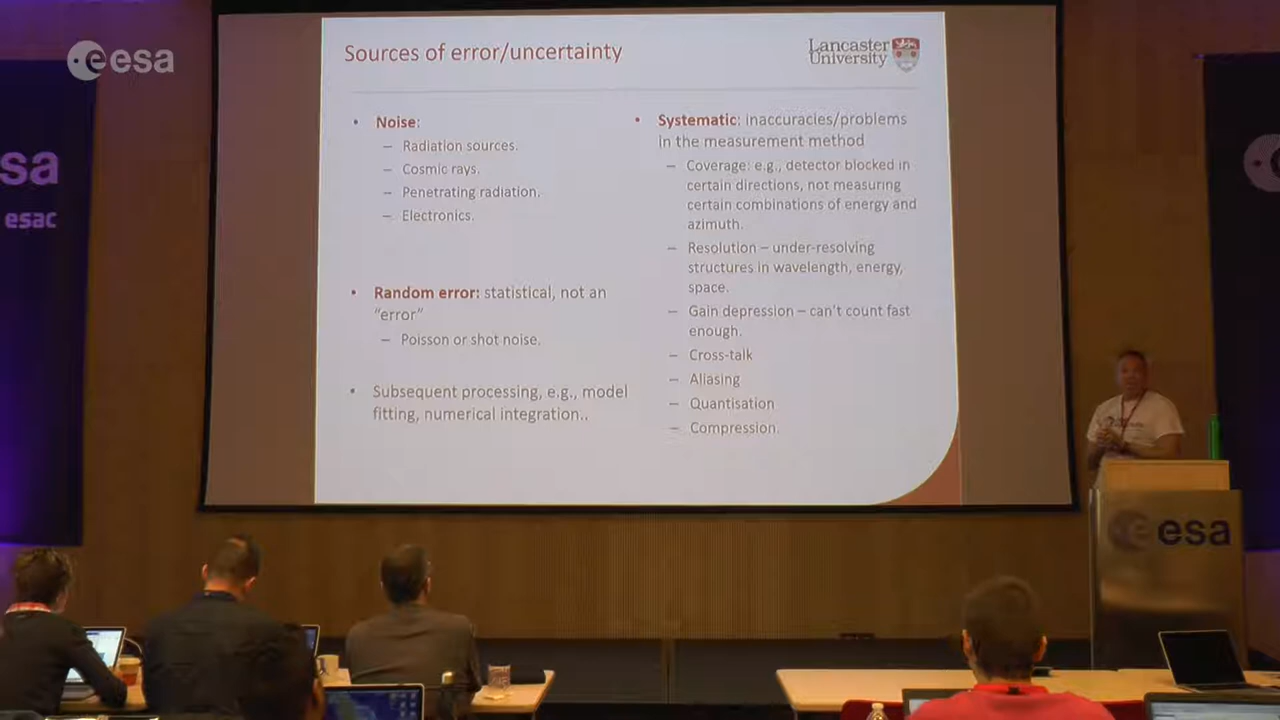 esa
sa
esac
Sources of error/uncertainty
Lancaster
University
• Noise:
– Radiation sources.
– Cosmic rays.
– Penetrating radiation.
– Electronics.
• Random error: statistical, not an
"error"
– Poisson or shot noise.
• Subsequent processing, e.g., model
fitting, numerical integration..
• Systematic: inaccuracies/problems
in the measurement method
– Coverage: e.g., detector blocked in
certain directions, not measuring
certain combinations of energy and
azimuth.
– Resolution – under-resolving
structures in wavelength, energy,
space.
– Gain depression – can't count fast
enough.
– Cross-talk
– Aliasing
– Quantisation
– Compression.
esa